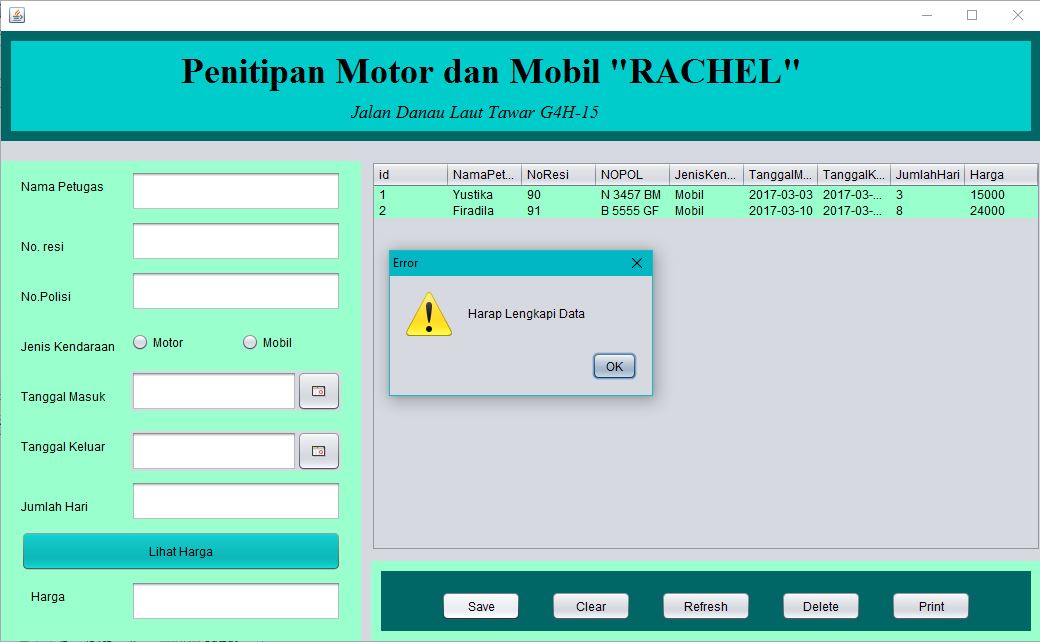 Penitipan Motor dan Mobil "RACHEL"
Jalan Danau Laut Tawar G4H-15
Nama Petugas
No. resi
No.Polisi
Jenis Kendaraan Motor Mobil
Tanggal Masuk
Tanggal Keluar
Jumlah Hari
Lihat Harga
Harga
id NamaPet... NoResi NOPOL JenisKen... TanggalM... TanggalK... JumlahHari Harga
1 Yustika 90 N 3457 BM Mobil 2017-03-03 2017-03-... 3 15000
2 Firadila 91 B 5555 GF Mobil 2017-03-10 2017-03-... 8 24000
Error
Harap Lengkapi Data
OK
Save Clear Refresh Delete Print